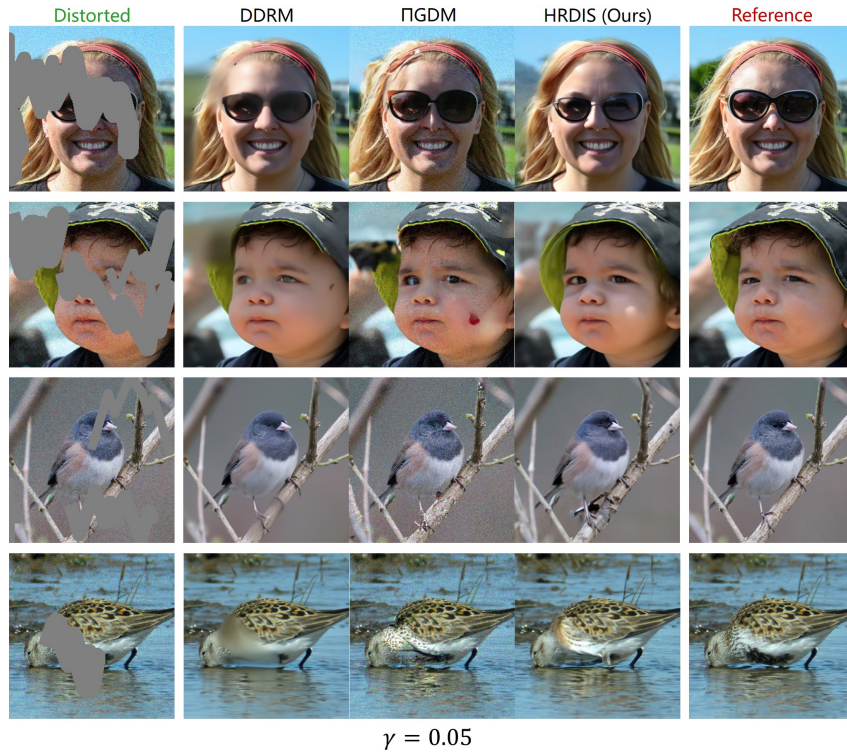 Distorted DDRM ΠGDM HRDIS (Ours) Reference
γ = 0.05